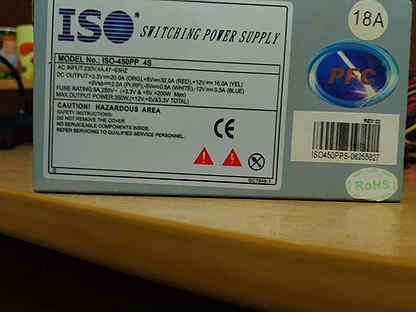 ISO® SWITCHING POWER SUPPLY
MODEL No.: ISO-450PP 4S
AC INPUT:230V/4A,47~63HZ
DC OUTPUT:+3.3V 20.0A (ORG),+5V 32.0A (RED),+12V 16.0A (YEL)
+5VSB 2.0A (PURP),-5V 0.5A (WHITE),-12V 0.5A (BLUE)
FUSE RATING:5A,250V (+3.3V & +5V =200W Max)
MAX.OUTPUT POWER:350W(+12V&3.3V TOTAL)
CAUTION! HAZARDOUS AREA
SAFETY INSTRUCTIONS:
DO NOT REMOVE THE COVER
NO SERVICEABLE COMPONENTS INSIDE.
REFER SERVICING TO QUALIFIED SERVICE PERSONNEL.
CE
18A
PFC
REV:02
ISO450PPS-06255827
RoHS